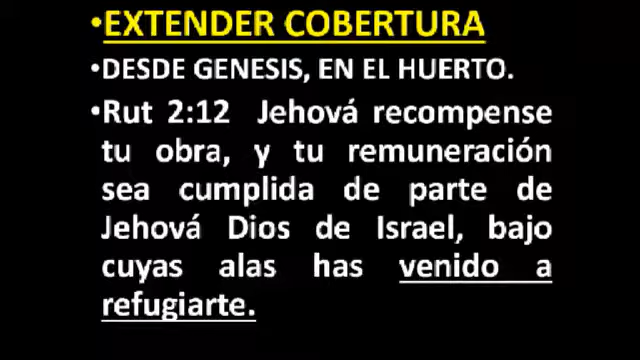 •EXTENDER COBERTURA
•DESDE GENESIS, EN EL HUERTO.
•Rut 2:12 Jehová recompense
tu obra, y tu remuneración
sea cumplida de parte de
Jehová Dios de Israel, bajo
cuyas alas has venido a
refugiarte.